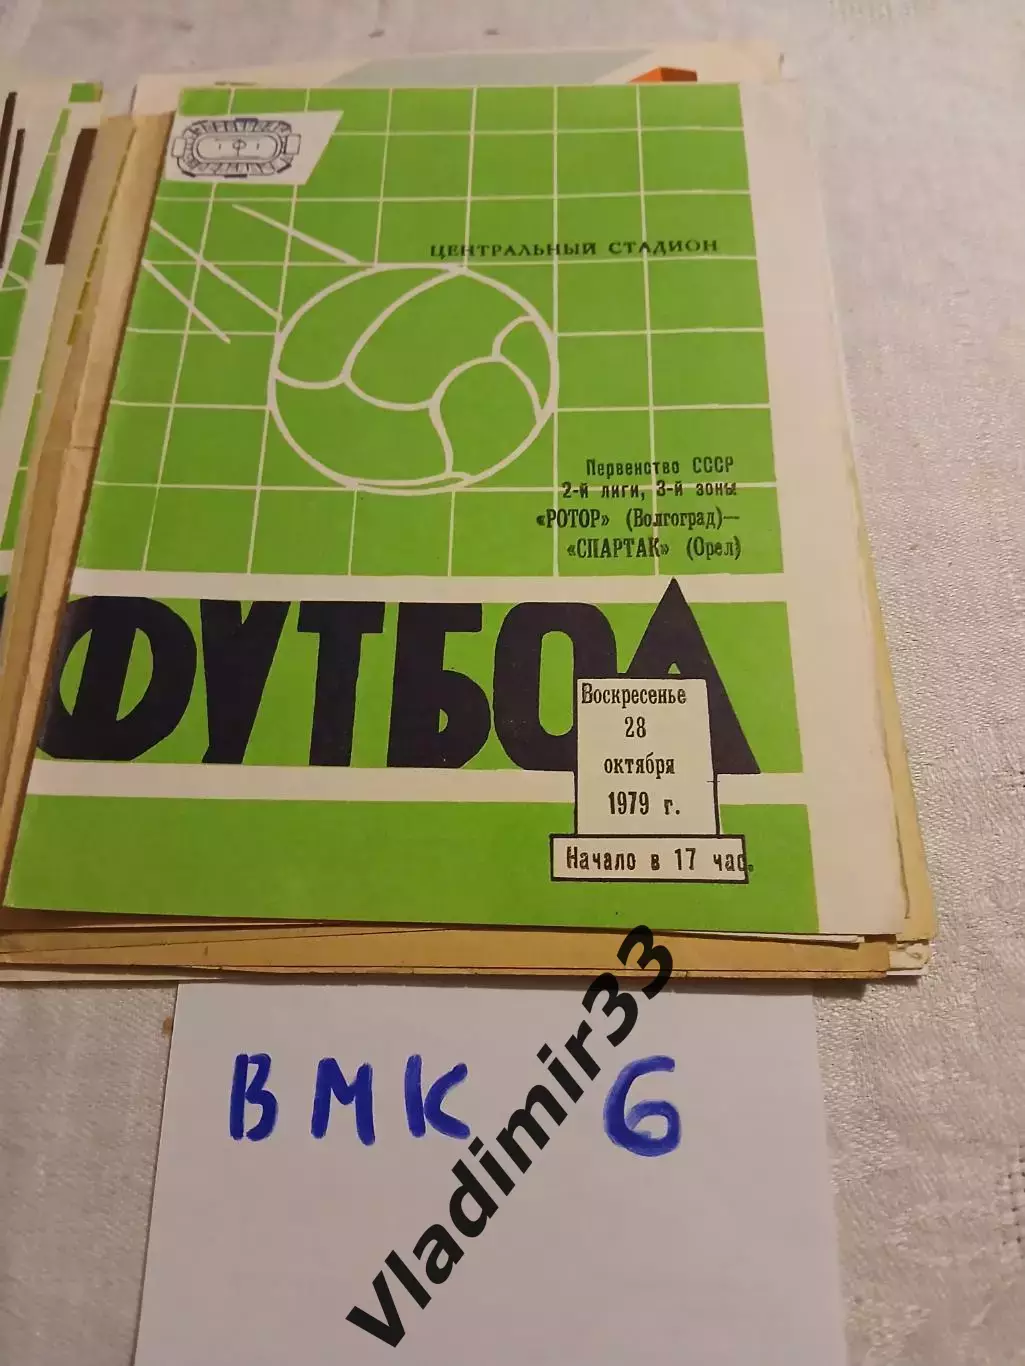 ЦЕНТРАЛЬНЫЙ СТАДИОН
Первенство СССР
2-й лиги, 3-й зоны
«РОТОР» (Волгоград)—
«СПАРТАК» (Орел)
ФУТБОЛ
Воскресенье
28
октября
1979 г.
Начало в 17 час.
ВМК 6
Vladimir33